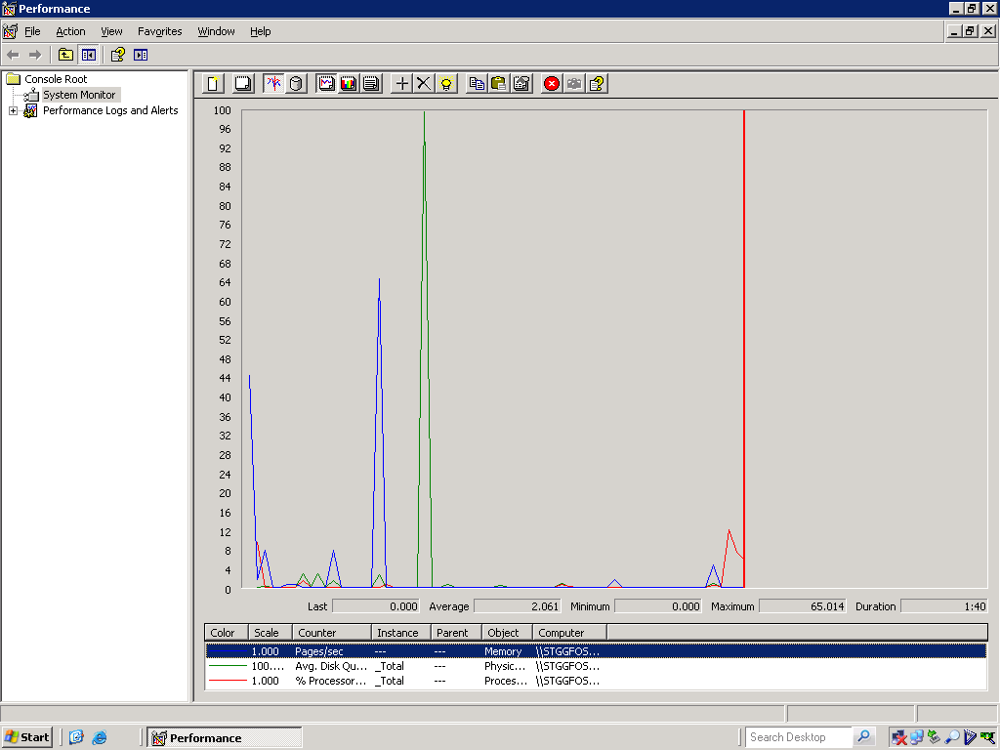 Performance
File Action View Favorites Window Help
Console Root
System Monitor
Performance Logs and Alerts
100
96
92
88
84
80
76
72
68
64
60
56
52
48
44
40
36
32
28
24
20
16
12
8
4
0
Last 0.000 Average 2.061 Minimum 0.000 Maximum 65.014 Duration 1:40
Color Scale Counter Instance Parent Object Computer
1.000 Pages/sec --- --- Memory \\STGGFOS...
100.... Avg. Disk Qu... _Total --- Physic... \\STGGFOS...
1.000 % Processor... _Total --- Proces... \\STGGFOS...
Start Performance Search Desktop